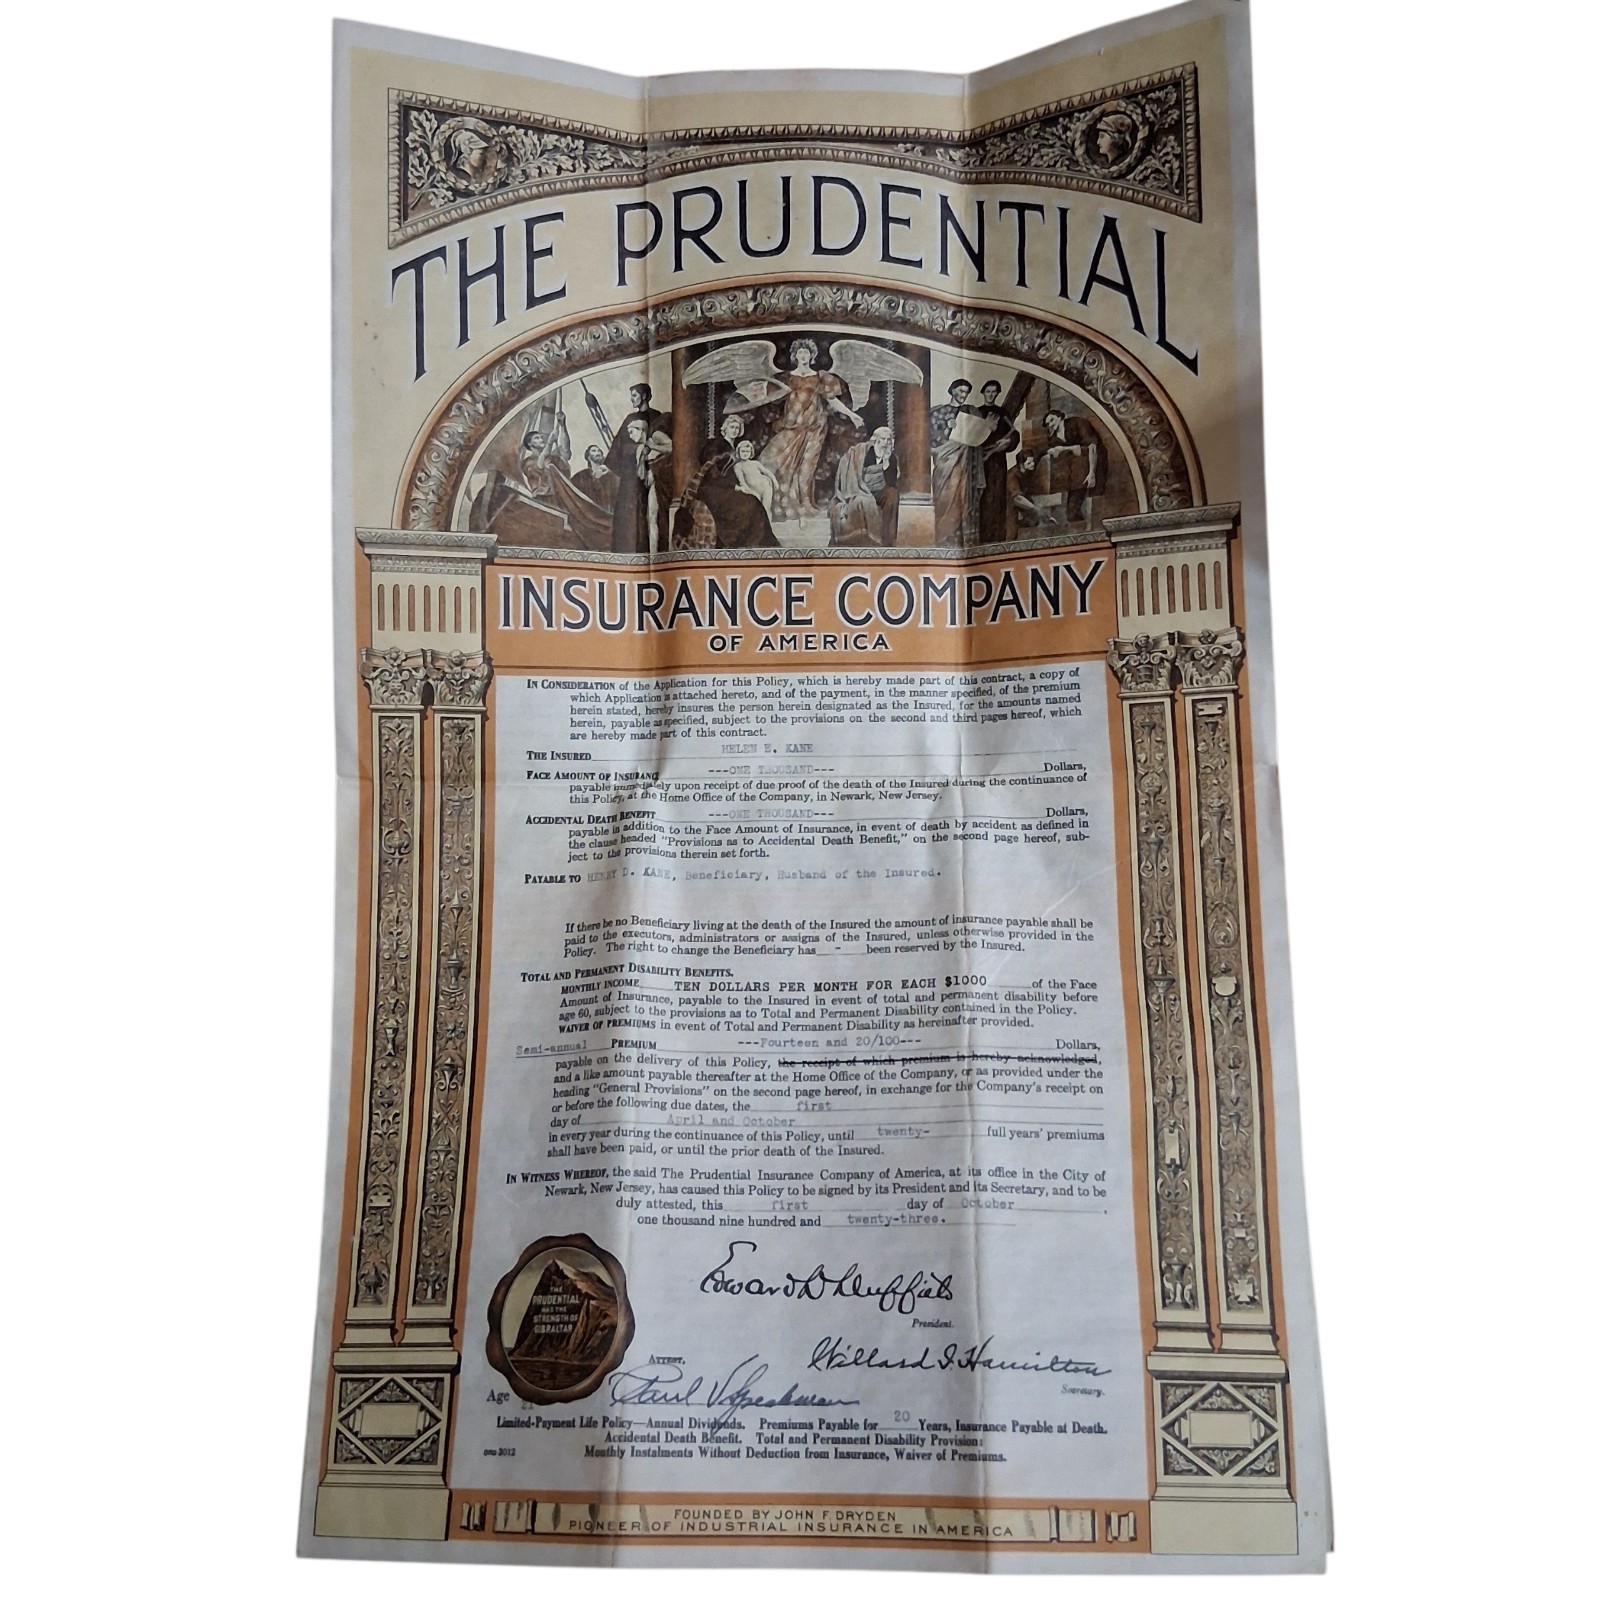 THE PRUDENTIAL
INSURANCE COMPANY
OF AMERICA
IN CONSIDERATION of the Application for this Policy, which is hereby made part of this contract, a copy of
which Application is attached hereto, and of the payment, in the manner specified, of the premium
herein stated, hereby insures the person herein designated as the Insured, for the amounts named
herein, payable as specified, subject to the provisions on the second and third pages hereof, which
are hereby made part of this contract.
THE INSURED HELEN E. KANE
FACE AMOUNT OF INSURANCE ---ONE THOUSAND--- Dollars,
payable immediately upon receipt of due proof of the death of the Insured during the continuance of
this Policy, at the Home Office of the Company, in Newark, New Jersey.
ACCIDENTAL DEATH BENEFIT ---ONE THOUSAND--- Dollars,
payable in addition to the Face Amount of Insurance, in event of death by accident as defined in
the clause headed "Provisions as to Accidental Death Benefit," on the second page hereof, sub-
ject to the provisions therein set forth.
PAYABLE TO HENRY D. KANE, Beneficiary, Husband of the Insured.
If there be no Beneficiary living at the death of the Insured the amount of insurance payable shall be
paid to the executors, administrators or assigns of the Insured, unless otherwise provided in the
Policy. The right to change the Beneficiary has - been reserved by the Insured.
TOTAL AND PERMANENT DISABILITY BENEFITS.
MONTHLY INCOME TEN DOLLARS PER MONTH FOR EACH $1000 of the Face
Amount of Insurance, payable to the Insured in event of total and permanent disability before
age 60, subject to the provisions as to Total and Permanent Disability contained in the Policy.
WAIVER OF PREMIUMS in event of Total and Permanent Disability as hereinafter provided.
Semi-annual PREMIUM ---Fourteen and 20/100--- Dollars,
payable on the delivery of this Policy, the receipt of which premium is hereby acknowledged,
and a like amount payable thereafter at the Home Office of the Company, or as provided under the
heading "General Provisions" on the second page hereof, in exchange for the Company's receipt on
or before the following due dates, the first
day of April and October
in every year during the continuance of this Policy, until twenty- full years' premiums
shall have been paid, or until the prior death of the Insured.
IN WITNESS WHEREOF, the said The Prudential Insurance Company of America, at its office in the City of
Newark, New Jersey, has caused this Policy to be signed by its President and its Secretary, and to be
duly attested, this first day of October,
one thousand nine hundred and twenty-three.
Edward D. Duffield
President.
THE
PRUDENTIAL
HAS THE
STRENGTH OF
GIBRALTAR
Willard I. Hamilton
Secretary.
ATTEST,
Paul
Age 21
Limited-Payment Life Policy—Annual Dividends. Premiums Payable for 20 Years, Insurance Payable at Death.
Accidental Death Benefit. Total and Permanent Disability Provision:
ORD 2012 Monthly Instalments Without Deduction from Insurance, Waiver of Premiums.
FOUNDED BY JOHN F. DRYDEN
PIONEER OF INDUSTRIAL INSURANCE IN AMERICA